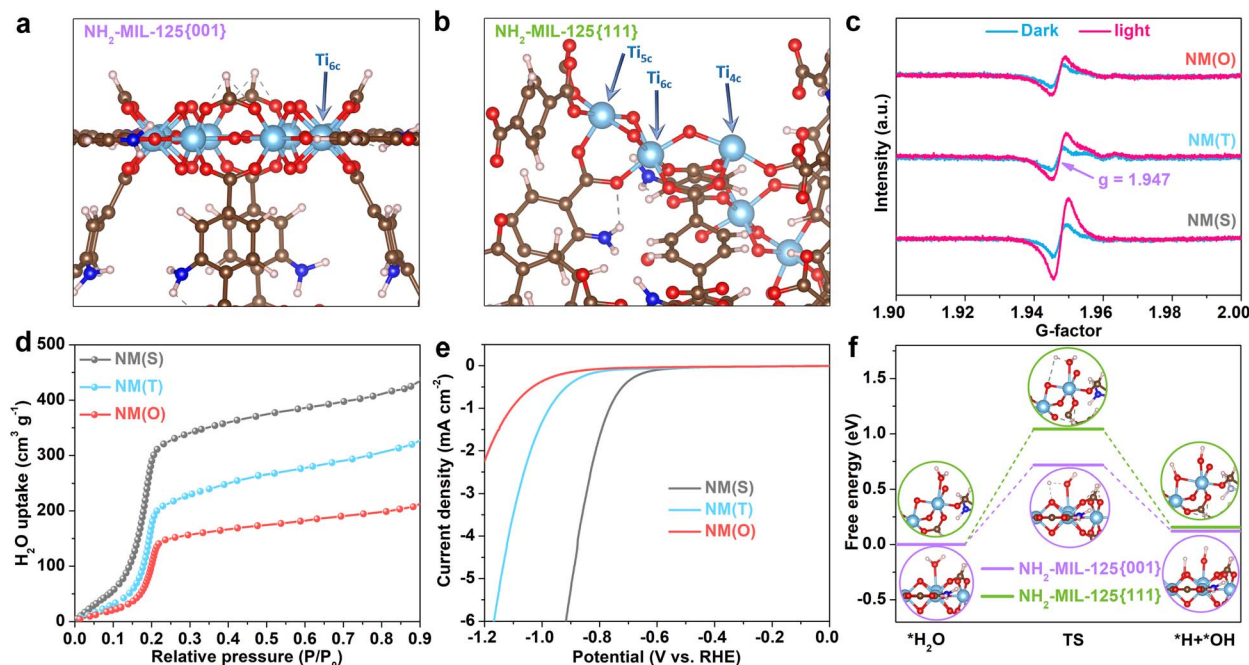 a
NH₂-MIL-125{001}
Ti₆c
b
NH₂-MIL-125{111}
Ti₅c
Ti₆c
Ti₄c
c
Dark light
NM(O)
NM(T)
g = 1.947
NM(S)
Intensity (a.u.)
1.90 1.92 1.94 1.96 1.98 2.00
G-factor
d
500
400
300
200
100
0
H₂O uptake (cm³ g⁻¹)
NM(S)
NM(T)
NM(O)
0.0 0.1 0.2 0.3 0.4 0.5 0.6 0.7 0.8 0.9
Relative pressure (P/P₀)
e
0
-1
-2
-3
-4
-5
-6
Current density (mA cm⁻²)
NM(S)
NM(T)
NM(O)
-1.2 -1.0 -0.8 -0.6 -0.4 -0.2 0.0
Potential (V vs. RHE)
f
1.5
1.0
0.5
0.0
-0.5
Free energy (eV)
NH₂-MIL-125{001}
NH₂-MIL-125{111}
*H₂O TS *H+*OH